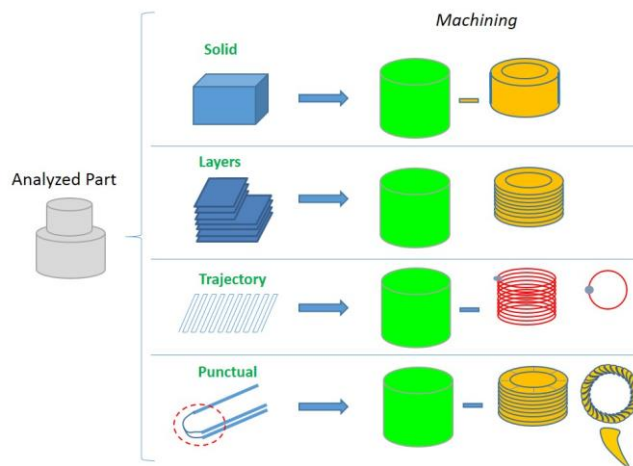 Machining
Solid
Layers
Analyzed Part
Trajectory
Punctual